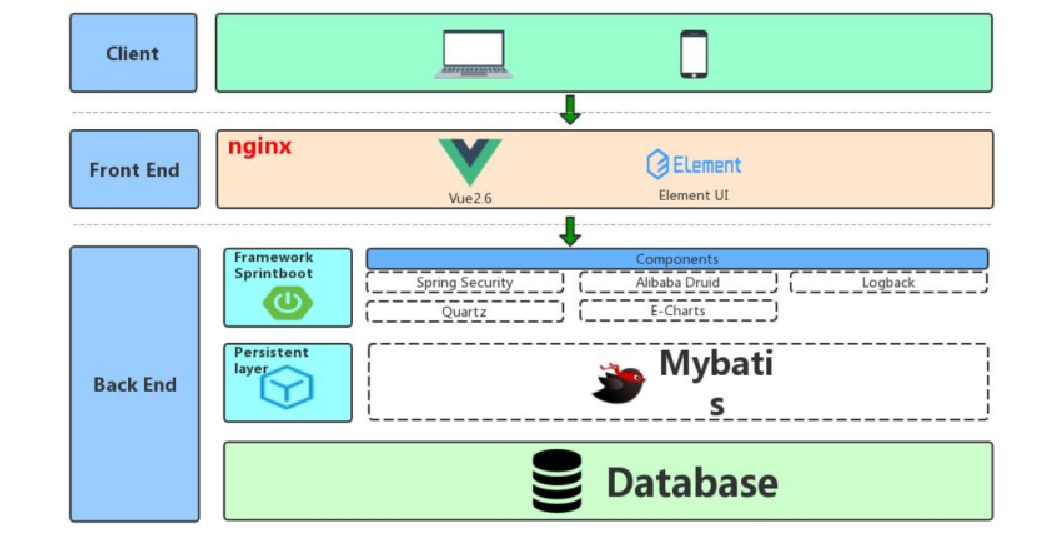 Client
Front End
nginx
Vue2.6
Element
Element UI
Back End
Framework
Sprintboot
Components
Spring Security
Alibaba Druid
Logback
Quartz
E-Charts
Persistent
layer
Mybati
s
Database